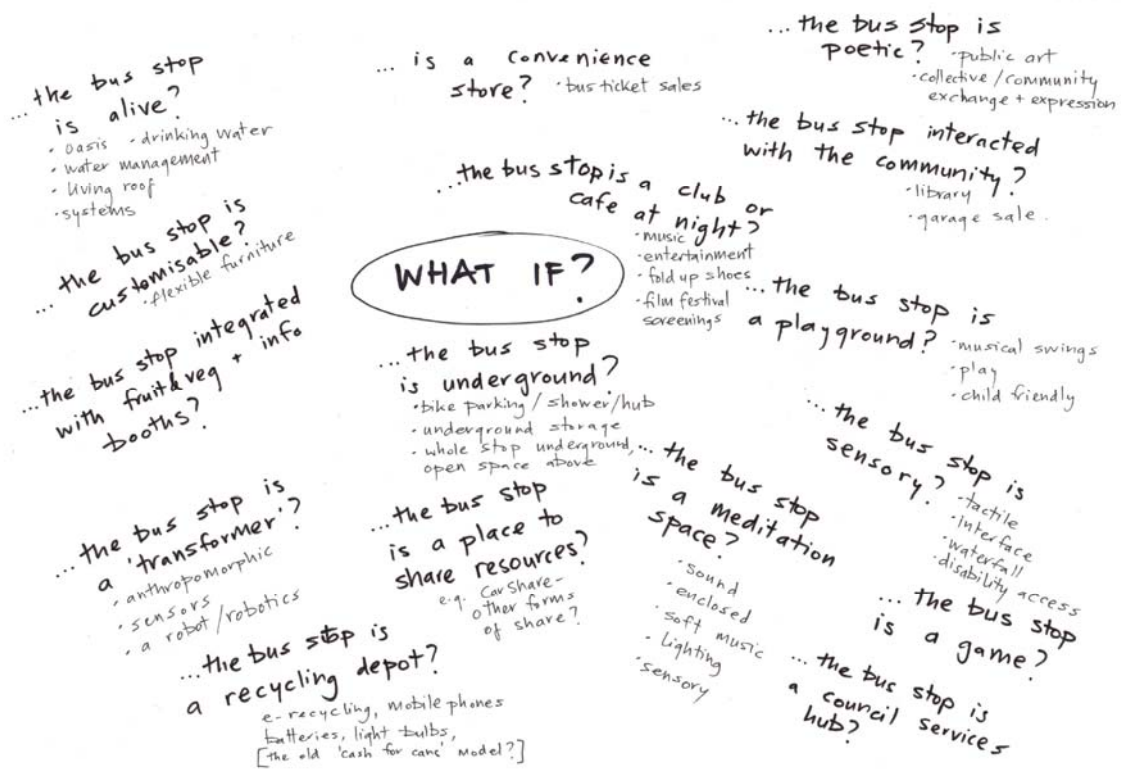 ...the bus stop
is alive?
· oasis · drinking water
· water management
· living roof
· systems
... the bus stop is
customisable?
· flexible furniture
...the bus stop integrated
with fruit & veg + info
booths?
...the bus stop is
a 'transformer'?
· anthropomorphic
· sensors
· a robot/robotics
...the bus stop is
a recycling depot?
e-recycling, mobile phones
batteries, light bulbs,
[the old 'cash for cans' model?]
... is a convenience
store? · bus ticket sales
...the bus stop is a club or
cafe at night?
· music
· entertainment
· fold up shoes
· film festival
screenings
WHAT IF?
...the bus stop
is underground?
· bike parking / shower/hub
· underground storage
· whole stop underground,
open space above
...the bus stop
is a place to
share resources?
e.g. Car share -
other forms
of share?
... the bus stop is
poetic? · public art
· collective / community
exchange + expression
...the bus stop interacted
with the community?
· library
· garage sale.
...the bus stop is
a playground? · musical swings
· play
· child friendly
...the bus stop is
sensory?
· tactile
· interface
· waterfall
· disability access
... the bus stop
is a meditation
space?
· sound
· enclosed
· soft music
· lighting
· sensory
... the bus stop
is a game?
... the bus stop is
a council services
hub?